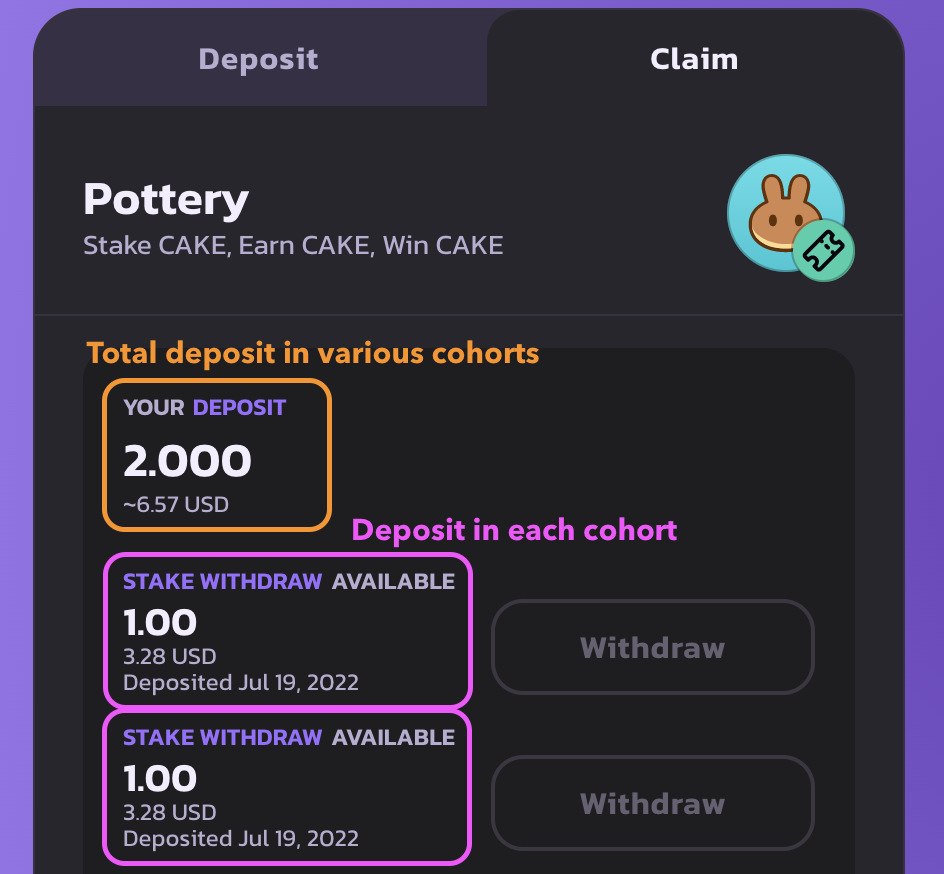 Deposit
Claim
Pottery
Stake CAKE, Earn CAKE, Win CAKE
Total deposit in various cohorts
YOUR DEPOSIT
2.000
~6.57 USD
Deposit in each cohort
STAKE WITHDRAW AVAILABLE
1.00
3.28 USD
Deposited Jul 19, 2022
Withdraw
STAKE WITHDRAW AVAILABLE
1.00
3.28 USD
Deposited Jul 19, 2022
Withdraw